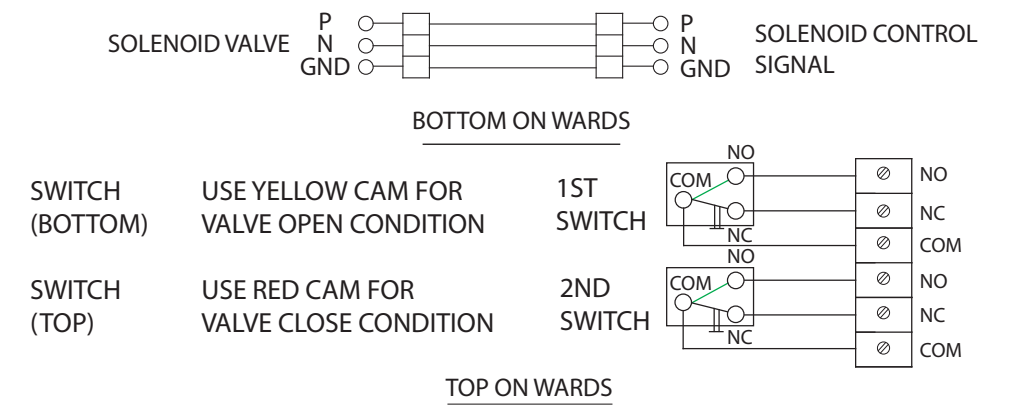 P
N
GND
SOLENOID VALVE
P
N
GND
SOLENOID CONTROL
SIGNAL
BOTTOM ON WARDS
SWITCH
(BOTTOM)
USE YELLOW CAM FOR
VALVE OPEN CONDITION
1ST
SWITCH
NO
COM
NC
NO
NC
COM
SWITCH
(TOP)
USE RED CAM FOR
VALVE CLOSE CONDITION
2ND
SWITCH
NO
COM
NC
NO
NC
COM
TOP ON WARDS